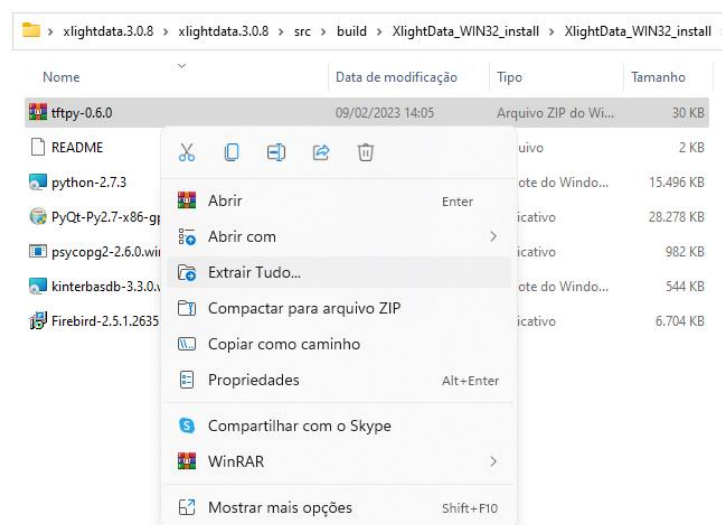 xlightdata.3.0.8 > xlightdata.3.0.8 > src > build > XlightData_WIN32_install > XlightData_WIN32_install
Nome Data de modificação Tipo Tamanho
tftpy-0.6.0 09/02/2023 14:05 Arquivo ZIP do Wi... 30 KB
README uivo 2 KB
python-2.7.3 ote do Windo... 15.496 KB
PyQt-Py2.7-x86-gp icativo 28.278 KB
psycopg2-2.6.0.wi icativo 982 KB
kinterbasdb-3.3.0. ote do Windo... 544 KB
Firebird-2.5.1.2635 icativo 6.704 KB
Abrir Enter
Abrir com >
Extrair Tudo...
Compactar para arquivo ZIP
Copiar como caminho
Propriedades Alt+Enter
Compartilhar com o Skype
WinRAR >
Mostrar mais opções Shift+F10